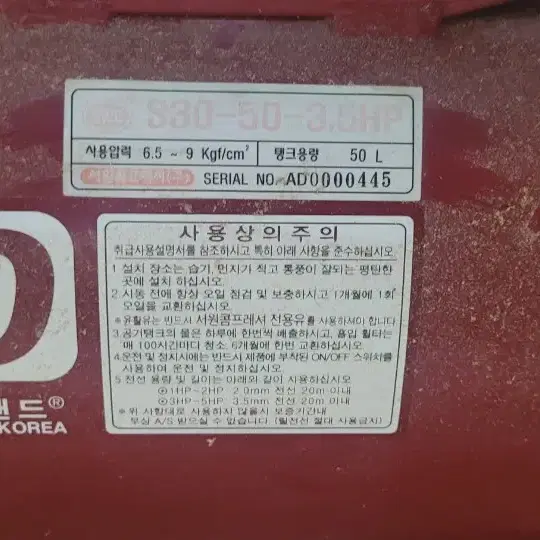 S30-50-3.5HP
사용압력 6.5 ~ 9 Kgf/cm² 탱크용량 50 L
SERIAL NO. AD0000445
사용상의주의
취급사용설명서를 참조하시고 특히 아래 사항을 준수하십시오.
1 설치 장소는 습기, 먼지가 적고 통풍이 잘되는 평탄한
곳에 설치 하십시오.
2 사동 전에 항상 오일 점검 및 보충하시고 1개월에 1회
오일을 교환하십시오.
※윤활유는 반드시 서원콤프레셔 전용유를 사용하셔야 합니다.
3.공기탱크의 물은 하루에 한번씩 배출하시고, 흡입 휠타는
매 100시간마다 청소 6개월에 한번 교환하십시오.
4.운전 및 정지시에는 반드시 제품에 부착된 ON/OFF 스위치를
사용하여 운전 및 정지하십시오.
5 전선 용량 및 길이는 아래와 같이 사용하십시오
⊙1HP~2HP: 2.0mm 전선 20m 이내
⊙3HP~5HP: 3.5mm 전선 20m 이내
※위 사항대로 사용하지 않을시 보증기간내
무상 A/S 받으실 수 없습니다. (릴전선 절대 사용금지)
랜드®
KOREA